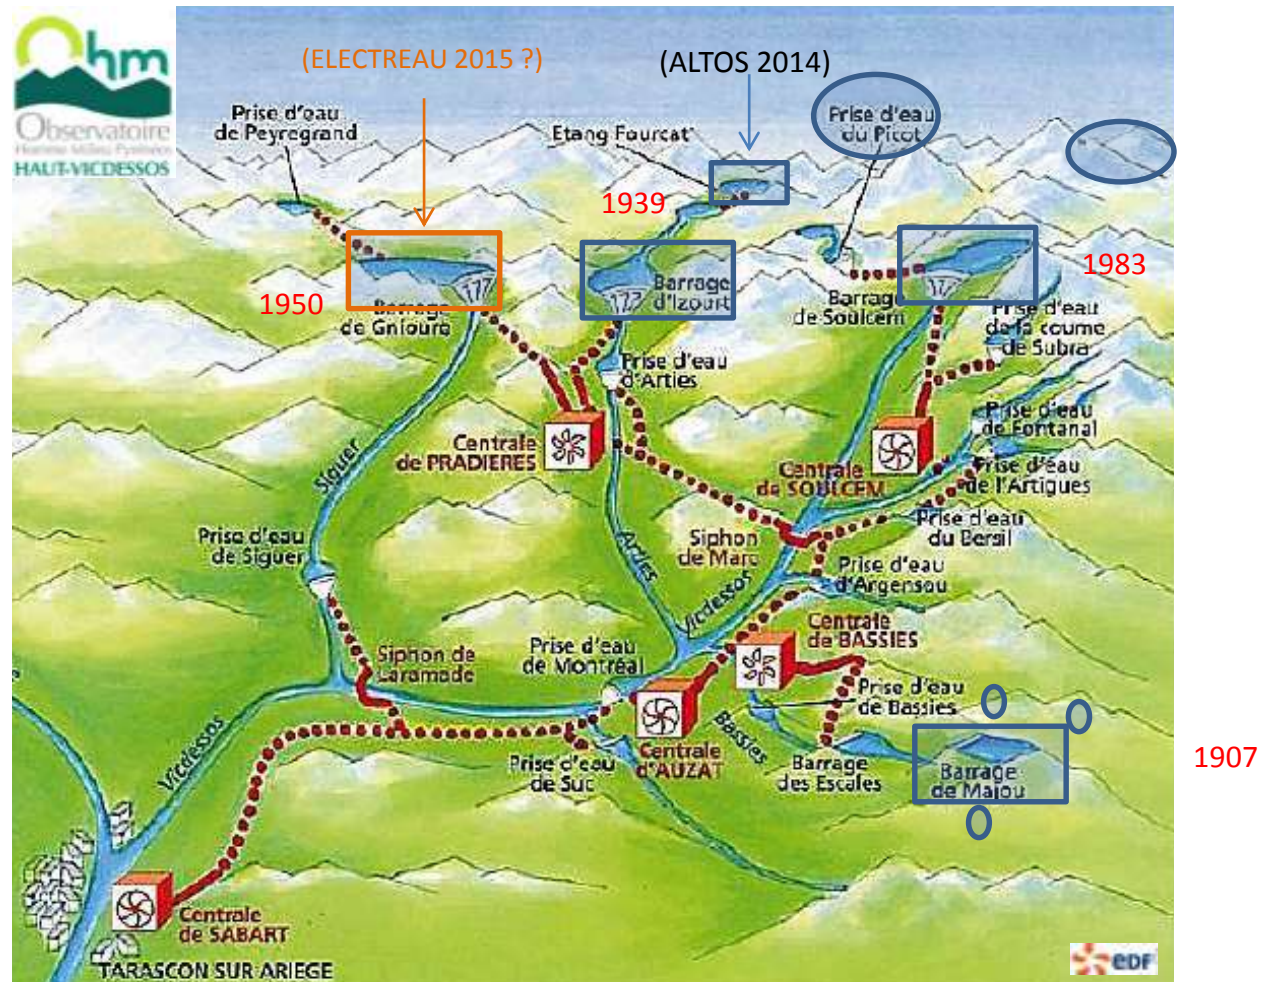 Ohm
Observatoire
Homme Milieu Pyrénées
HAUT-VICDESSOS
(ELECTREAU 2015 ?)
(ALTOS 2014)
Prise d'eau
de Peyregrand
Etang Fourcat
Prise d'eau
du Picot
1939
1983
1950
Barrage
de Gnioure
Barrage
d'Izourt
Barrage
de Soulcem
Prise d'eau
de la coume
de Subra
Prise d'eau
d'Arties
Prise d'eau
de Fontanal
Centrale
de PRADIERES
Siguer
Centrale
de SOULCEM
Prise d'eau
de l'Artigues
Prise d'eau
de Siguer
Siphon
de Marc
Prise d'eau
du Bersil
Arties
Vicdessos
Prise d'eau
d'Argensou
Centrale
de BASSIES
Siphon de
Laramade
Prise d'eau
de Montréal
Prise d'eau
de Bassies
Vicdessos
Bassies
Centrale
d'AUZAT
Prise d'eau
de Suc
Barrage
des Escales
Barrage
de Majou
1907
Centrale
de SABART
TARASCON SUR ARIEGE
eDF